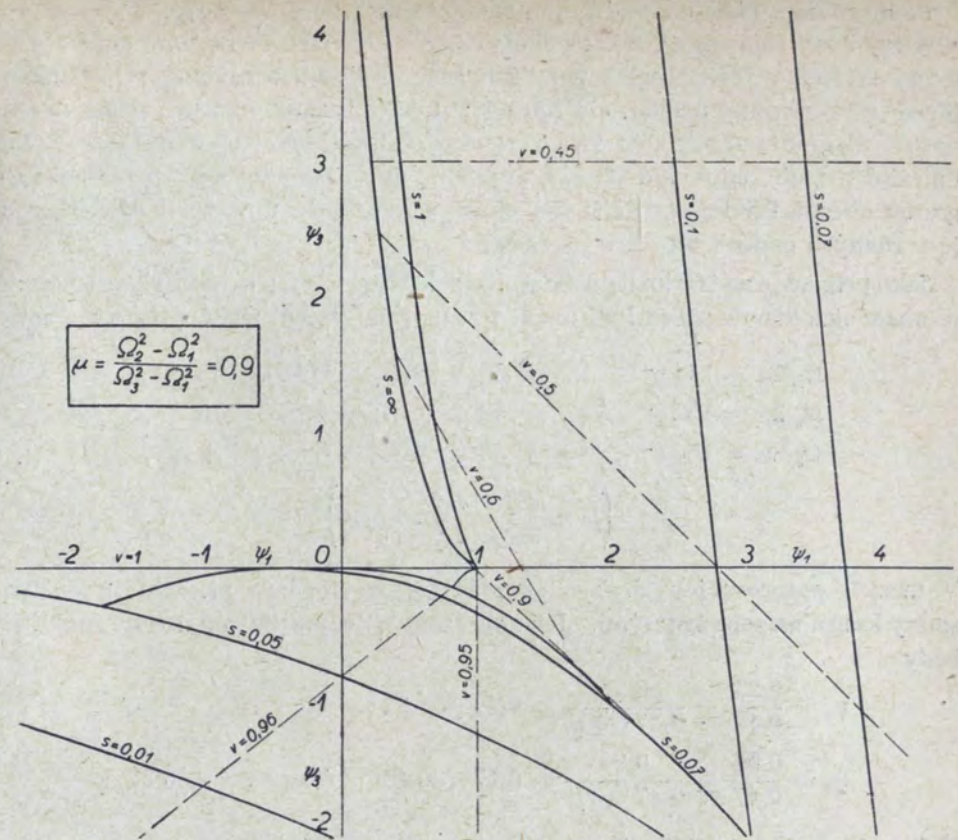 4
v=0,45
3
s=1
s=0,1
s=0,07
ψ₃
2
μ = (Ω₂² - Ω₁²) / (Ω₃² - Ω₁²) = 0,9
s=∞
v=0,5
1
v=0,6
-2
v=1
-1
ψ₁
0
1
2
3
ψ₁
4
v=0,9
s=0,05
v=0,95
-1
v=0,96
s=0,01
s=0,07
ψ₃
-2